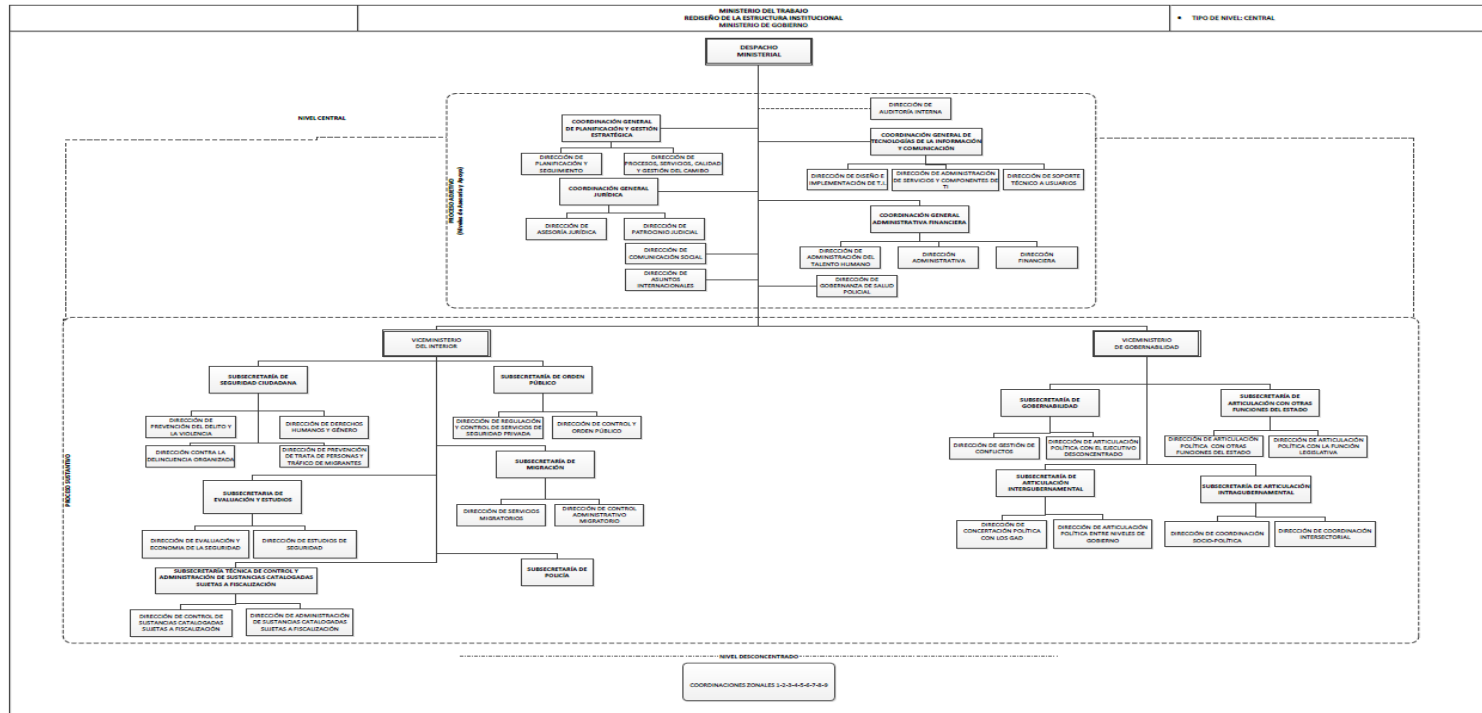 MINISTERIO DEL TRABAJO
REDISEÑO DE LA ESTRUCTURA INSTITUCIONAL
MINISTERIO DE GOBIERNO
• TIPO DE NIVEL: CENTRAL
DESPACHO
MINISTERIAL
NIVEL CENTRAL
PROCESO ADJETIVO
(Niveles de Asesoría y Apoyo)
DIRECCIÓN DE
AUDITORÍA INTERNA
COORDINACIÓN GENERAL
DE PLANIFICACIÓN Y GESTIÓN
ESTRATÉGICA
COORDINACIÓN GENERAL DE
TECNOLOGÍAS DE LA INFORMACIÓN
Y COMUNICACIÓN
DIRECCIÓN DE
PLANIFICACIÓN Y
SEGUIMIENTO
DIRECCIÓN DE
PROCESOS, SERVICIOS, CALIDAD
Y GESTIÓN DEL CAMIBO
DIRECCIÓN DE DISEÑO E
IMPLEMENTACIÓN DE T.I.
DIRECCIÓN DE ADMINISTRACIÓN
DE SERVICIOS Y COMPONENTES DE
TI
DIRECCIÓN DE SOPORTE
TÉCNICO A USUARIOS
COORDINACIÓN GENERAL
JURÍDICA
COORDINACIÓN GENERAL
ADMINISTRATIVA FINANCIERA
DIRECCIÓN DE
ASESORÍA JURÍDICA
DIRECCIÓN DE
PATROCINIO JUDICIAL
DIRECCIÓN DE
COMUNICACIÓN SOCIAL
DIRECCIÓN DE
ADMINISTRACIÓN DEL
TALENTO HUMANO
DIRECCIÓN
ADMINISTRATIVA
DIRECCIÓN
FINANCIERA
DIRECCIÓN DE
ASUNTOS
INTERNACIONALES
DIRECCIÓN DE
GOBERNANZA DE SALUD
POLICIAL
PROCESO SUSTANTIVO
VICEMINISTERIO
DEL INTERIOR
VICEMINISTERIO
DE GOBERNABILIDAD
SUBSECRETARÍA DE
SEGURIDAD CIUDADANA
SUBSECRETARÍA DE ORDEN
PÚBLICO
SUBSECRETARÍA DE
GOBERNABILIDAD
SUBSECRETARÍA DE
ARTICULACIÓN CON OTRAS
FUNCIONES DEL ESTADO
DIRECCIÓN DE
PREVENCIÓN DEL DELITO Y
LA VIOLENCIA
DIRECCIÓN DE DERECHOS
HUMANOS Y GÉNERO
DIRECCIÓN DE REGULACIÓN
Y CONTROL DE SERVICIOS DE
SEGURIDAD PRIVADA
DIRECCIÓN DE CONTROL Y
ORDEN PÚBLICO
DIRECCIÓN CONTRA LA
DELINCUENCIA ORGANIZADA
DIRECCIÓN DE PREVENCIÓN
DE TRATA DE PERSONAS Y
TRÁFICO DE MIGRANTES
DIRECCIÓN DE GESTIÓN DE
CONFLICTOS
DIRECCIÓN DE ARTICULACIÓN
POLÍTICA CON EL EJECUTIVO
DESCONCENTRADO
DIRECCIÓN DE ARTICULACIÓN
POLÍTICA CON OTRAS
FUNCIONES DEL ESTADO
DIRECCIÓN DE ARTICULACIÓN
POLÍTICA CON LA FUNCIÓN
LEGISLATIVA
SUBSECRETARÍA DE
MIGRACIÓN
SUBSECRETARÍA DE
ARTICULACIÓN
INTERGUBERNAMENTAL
SUBSECRETARÍA DE ARTICULACIÓN
INTRAGUBERNAMENTAL
SUBSECRETARIA DE
EVALUACIÓN Y ESTUDIOS
DIRECCIÓN DE SERVICIOS
MIGRATORIOS
DIRECCIÓN DE CONTROL
ADMINISTRATIVO
MIGRATORIO
DIRECCIÓN DE EVALUACIÓN Y
ECONOMIA DE LA SEGURIDAD
DIRECCIÓN DE ESTUDIOS DE
SEGURIDAD
DIRECCIÓN DE
CONCERTACIÓN POLÍTICA
CON LOS GAD
DIRECCIÓN DE ARTICULACIÓN
POLÍTICA ENTRE NIVELES DE
GOBIERNO
DIRECCIÓN DE COORDINACIÓN
SOCIO-POLÍTICA
DIRECCIÓN DE COORDINACIÓN
INTERSECTORIAL
SUBSECRETARÍA TÉCNICA DE CONTROL Y
ADMINISTRACIÓN DE SUSTANCIAS CATALOGADAS
SUJETAS A FISCALIZACIÓN
SUBSECRETARÍA DE
POLICÍA
DIRECCIÓN DE CONTROL DE
SUSTANCIAS CATALOGADAS
SUJETAS A FISCALIZACIÓN
DIRECCIÓN DE ADMINISTRACIÓN
DE SUSTANCIAS CATALOGADAS
SUJETAS A FISCALIZACIÓN
NIVEL DESCONCENTRADO
COORDINACIONES ZONALES 1-2-3-4-5-6-7-8-9